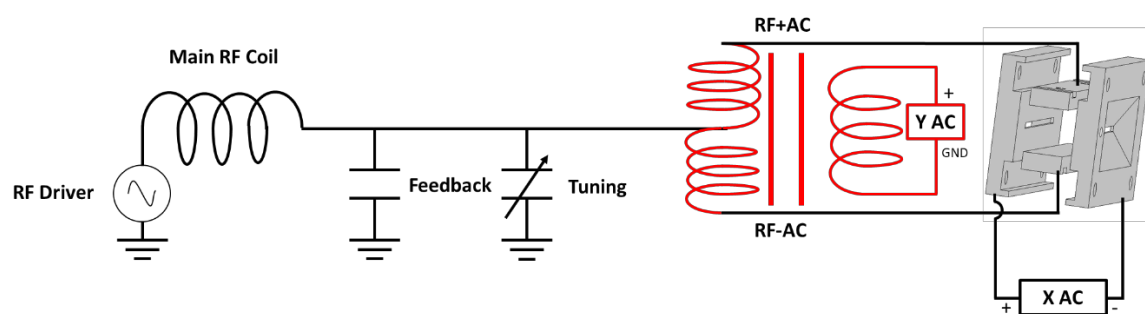 RF+AC
Main RF Coil
+
Y AC
GND
RF Driver
Feedback
Tuning
RF-AC
X AC
+
-